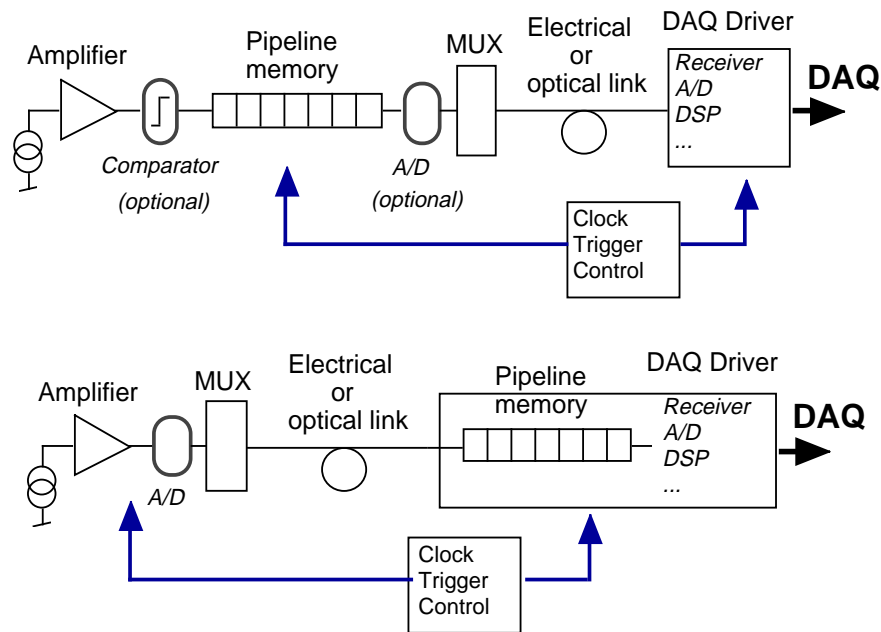 Amplifier
Pipeline
memory
MUX
Electrical
or
optical link
DAQ Driver
Receiver
A/D
DSP
...
DAQ
Comparator
(optional)
A/D
(optional)
Clock
Trigger
Control
Amplifier
MUX
Electrical
or
optical link
Pipeline
memory
DAQ Driver
Receiver
A/D
DSP
...
DAQ
A/D
Clock
Trigger
Control